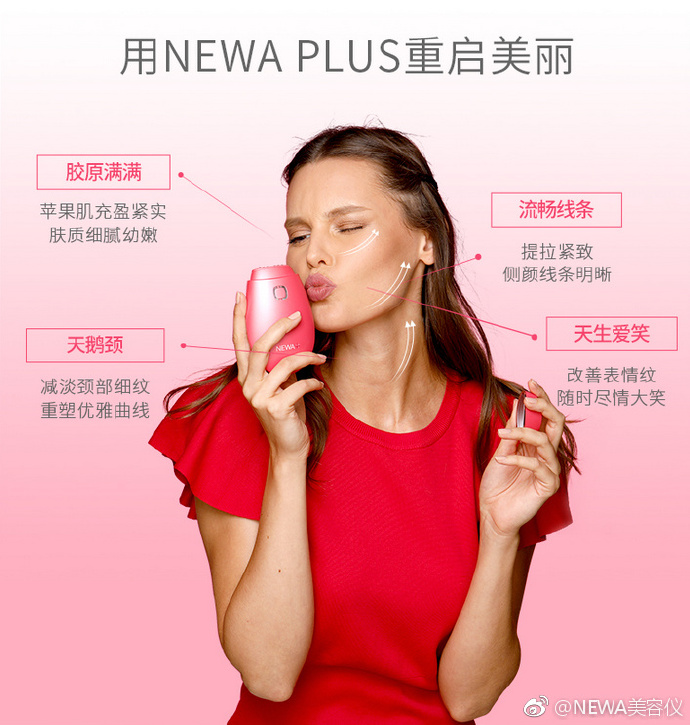 用NEWA PLUS重启美丽
胶原满满
苹果肌充盈紧实
肤质细腻幼嫩
流畅线条
提拉紧致
侧颜线条明晰
天鹅颈
减淡颈部细纹
重塑优雅曲线
天生爱笑
改善表情纹
随时尽情大笑
NEWA+
@NEWA美容仪